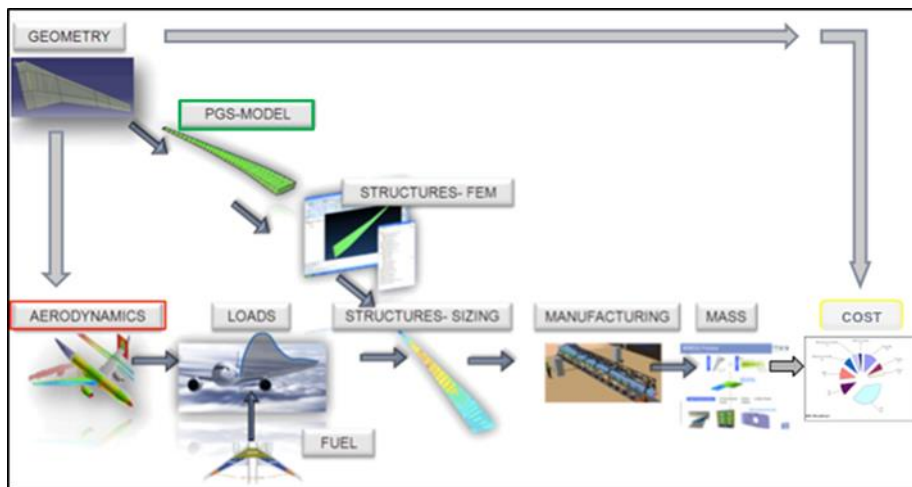 GEOMETRY
PGS-MODEL
STRUCTURES- FEM
AERODYNAMICS
LOADS
STRUCTURES- SIZING
MANUFACTURING
MASS
COST
FUEL